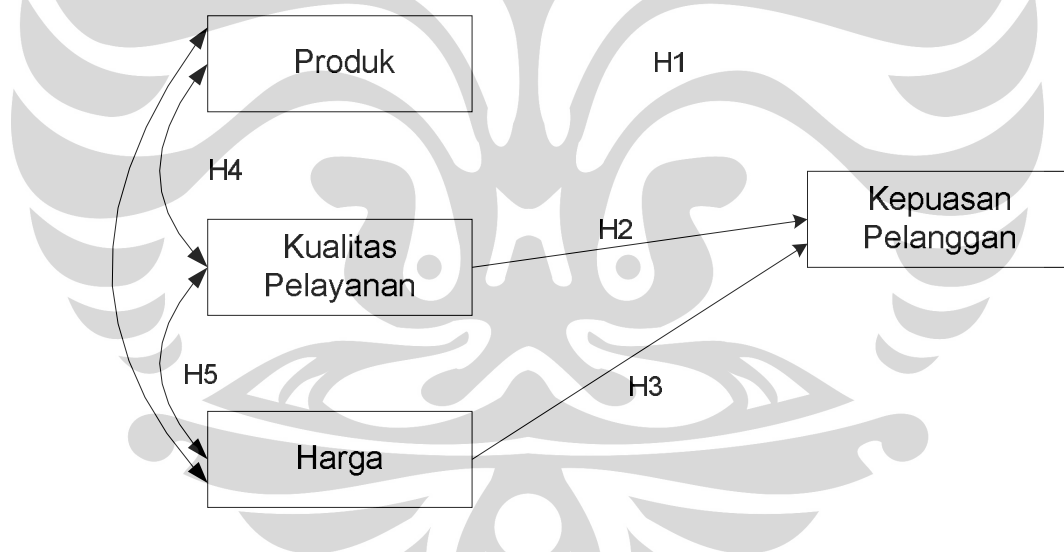 Produk
H1
H4
Kepuasan
Pelanggan
H2
Kualitas
Pelayanan
H5
H3
Harga